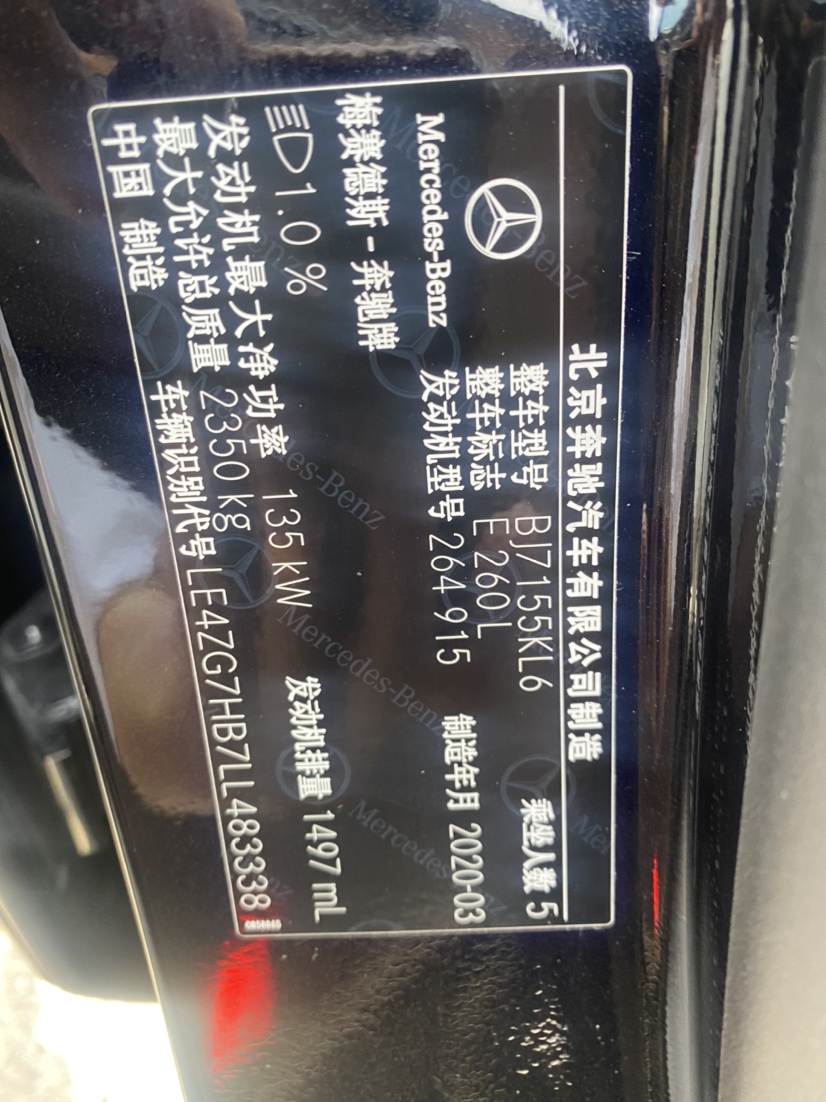 北京奔驰汽车有限公司制造
整车型号 BJ7155KL6 乘坐人数 5
整车标志 E 260L
Mercedes-Benz 发动机型号 264 915 制造年月 2020-03
梅赛德斯-奔驰牌
1.0 %
发动机最大净功率 135 kW 发动机排量 1497 mL
最大允许总质量 2350 kg
中国 制造 车辆识别代号 LE4ZG7HB7LL483338